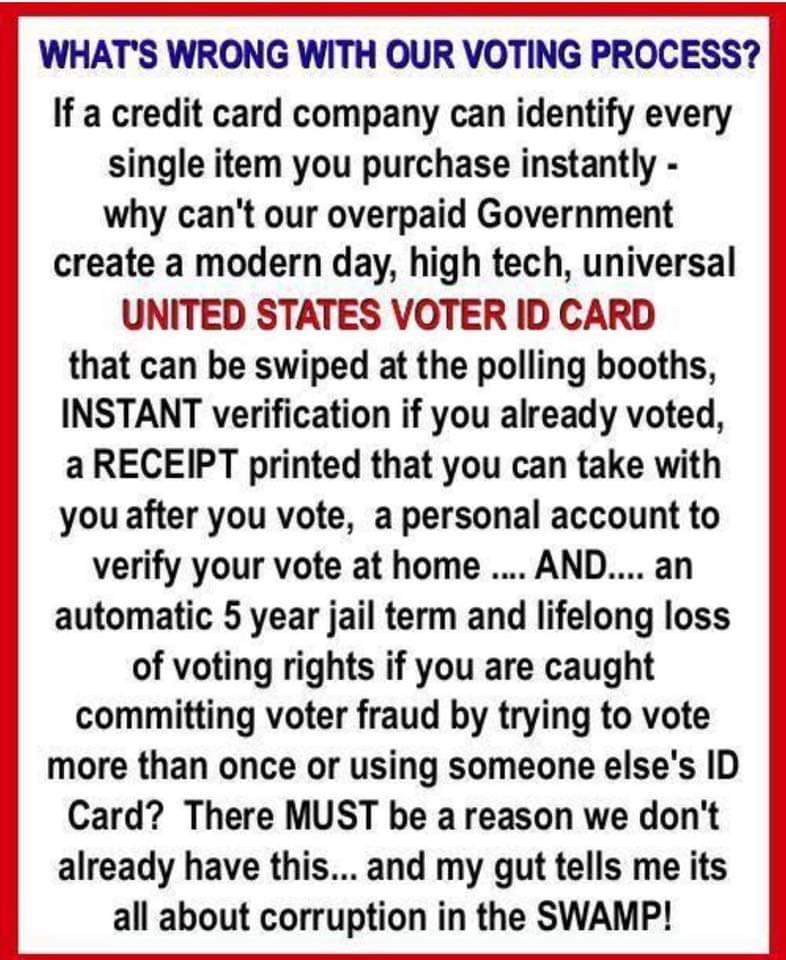 WHAT'S WRONG WITH OUR VOTING PROCESS?
If a credit card company can identify every
single item you purchase instantly -
why can't our overpaid Government
create a modern day, high tech, universal
UNITED STATES VOTER ID CARD
that can be swiped at the polling booths,
INSTANT verification if you already voted,
a RECEIPT printed that you can take with
you after you vote, a personal account to
verify your vote at home .... AND.... an
automatic 5 year jail term and lifelong loss
of voting rights if you are caught
committing voter fraud by trying to vote
more than once or using someone else's ID
Card? There MUST be a reason we don't
already have this... and my gut tells me its
all about corruption in the SWAMP!